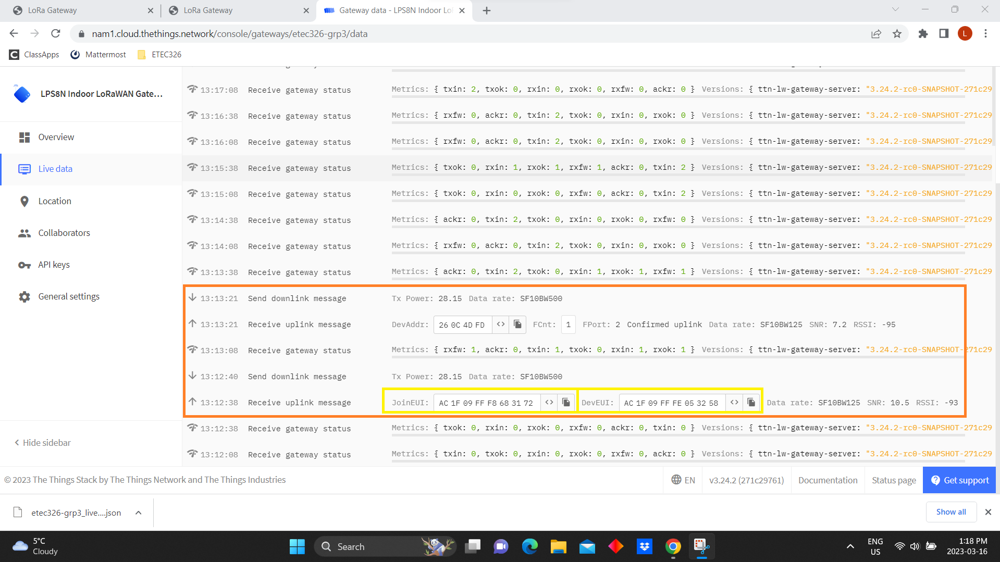 LoRa Gateway
LoRa Gateway
Gateway data - LPS8N Indoor Lo
nam1.cloud.thethings.network/console/gateways/etec326-grp3/data
L
ClassApps
Mattermost
ETEC326
LPS8N Indoor LoRaWAN Gate...
Overview
Live data
Location
Collaborators
API keys
General settings
Hide sidebar
13:17:08 Receive gateway status Metrics: { txin: 2, txok: 0, rxin: 0, rxok: 0, rxfw: 0, ackr: 0 } Versions: { ttn-lw-gateway-server: "3.24.2-rc0-SNAPSHOT-271c29
13:16:38 Receive gateway status Metrics: { rxfw: 0, ackr: 0, txin: 2, txok: 0, rxin: 0, rxok: 0 } Versions: { ttn-lw-gateway-server: "3.24.2-rc0-SNAPSHOT-271c29
13:16:08 Receive gateway status Metrics: { rxfw: 0, ackr: 0, txin: 2, txok: 0, rxin: 0, rxok: 0 } Versions: { ttn-lw-gateway-server: "3.24.2-rc0-SNAPSHOT-271c29
13:15:38 Receive gateway status Metrics: { txok: 0, rxin: 1, rxok: 1, rxfw: 1, ackr: 0, txin: 2 } Versions: { ttn-lw-gateway-server: "3.24.2-rc0-SNAPSHOT-271c29
13:15:08 Receive gateway status Metrics: { txok: 0, rxin: 0, rxok: 0, rxfw: 0, ackr: 0, txin: 2 } Versions: { ttn-lw-gateway-server: "3.24.2-rc0-SNAPSHOT-271c29
13:14:38 Receive gateway status Metrics: { ackr: 0, txin: 2, txok: 0, rxin: 0, rxok: 0, rxfw: 0 } Versions: { ttn-lw-gateway-server: "3.24.2-rc0-SNAPSHOT-271c29
13:14:08 Receive gateway status Metrics: { rxfw: 0, ackr: 0, txin: 2, txok: 0, rxin: 0, rxok: 0 } Versions: { ttn-lw-gateway-server: "3.24.2-rc0-SNAPSHOT-271c29
13:13:38 Receive gateway status Metrics: { ackr: 0, txin: 2, txok: 0, rxin: 1, rxok: 1, rxfw: 1 } Versions: { ttn-lw-gateway-server: "3.24.2-rc0-SNAPSHOT-271c29
13:13:21 Send downlink message Tx Power: 28.15 Data rate: SF10BW500
13:13:21 Receive uplink message DevAddr: 26 0C 4D FD <> FCnt: 1 FPort: 2 Confirmed uplink Data rate: SF10BW125 SNR: 7.2 RSSI: -95
13:13:08 Receive gateway status Metrics: { rxfw: 1, ackr: 0, txin: 1, txok: 0, rxin: 1, rxok: 1 } Versions: { ttn-lw-gateway-server: "3.24.2-rc0-SNAPSHOT-271c29
13:12:40 Send downlink message Tx Power: 28.15 Data rate: SF10BW500
13:12:38 Receive uplink message JoinEUI: AC 1F 09 FF F8 68 31 72 <> DevEUI: AC 1F 09 FF FE 05 32 58 <> Data rate: SF10BW125 SNR: 10.5 RSSI: -93
13:12:38 Receive gateway status Metrics: { txok: 0, rxin: 0, rxok: 0, rxfw: 0, ackr: 0, txin: 0 } Versions: { ttn-lw-gateway-server: "3.24.2-rc0-SNAPSHOT-271c29
13:12:08 Receive gateway status Metrics: { txin: 0, txok: 0, rxin: 0, rxok: 0, rxfw: 0, ackr: 0 } Versions: { ttn-lw-gateway-server: "3.24.2-rc0-SNAPSHOT-271c29
© 2023 The Things Stack by The Things Network and The Things Industries
EN
v3.24.2 (271c29761)
Documentation
Status page
Get support
etec326-grp3_live....json
Show all
5°C
Cloudy
Search
ENG
US
1:18 PM
2023-03-16